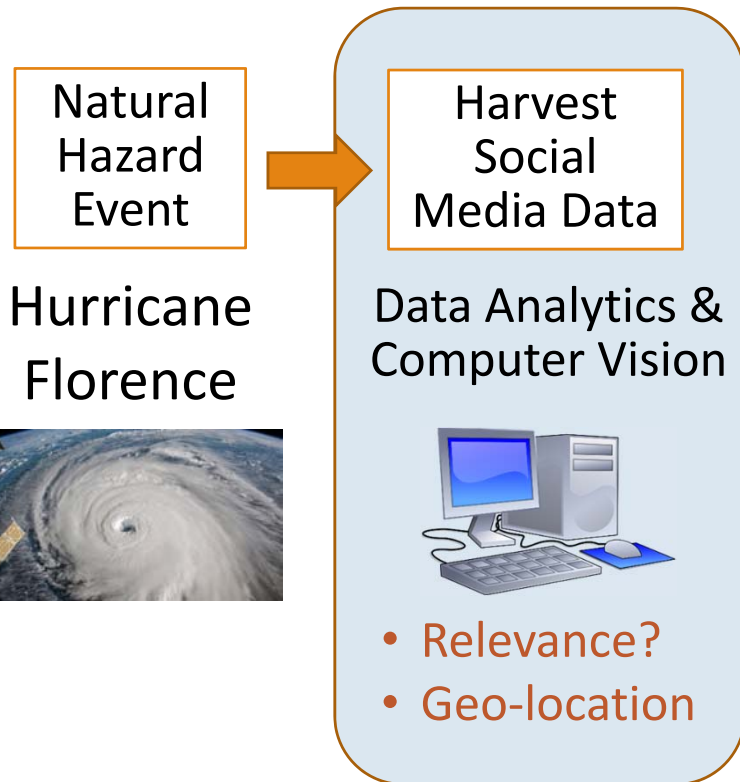 Natural
Hazard
Event
Hurricane
Florence
Harvest
Social
Media Data
Data Analytics &
Computer Vision
• Relevance?
• Geo-location